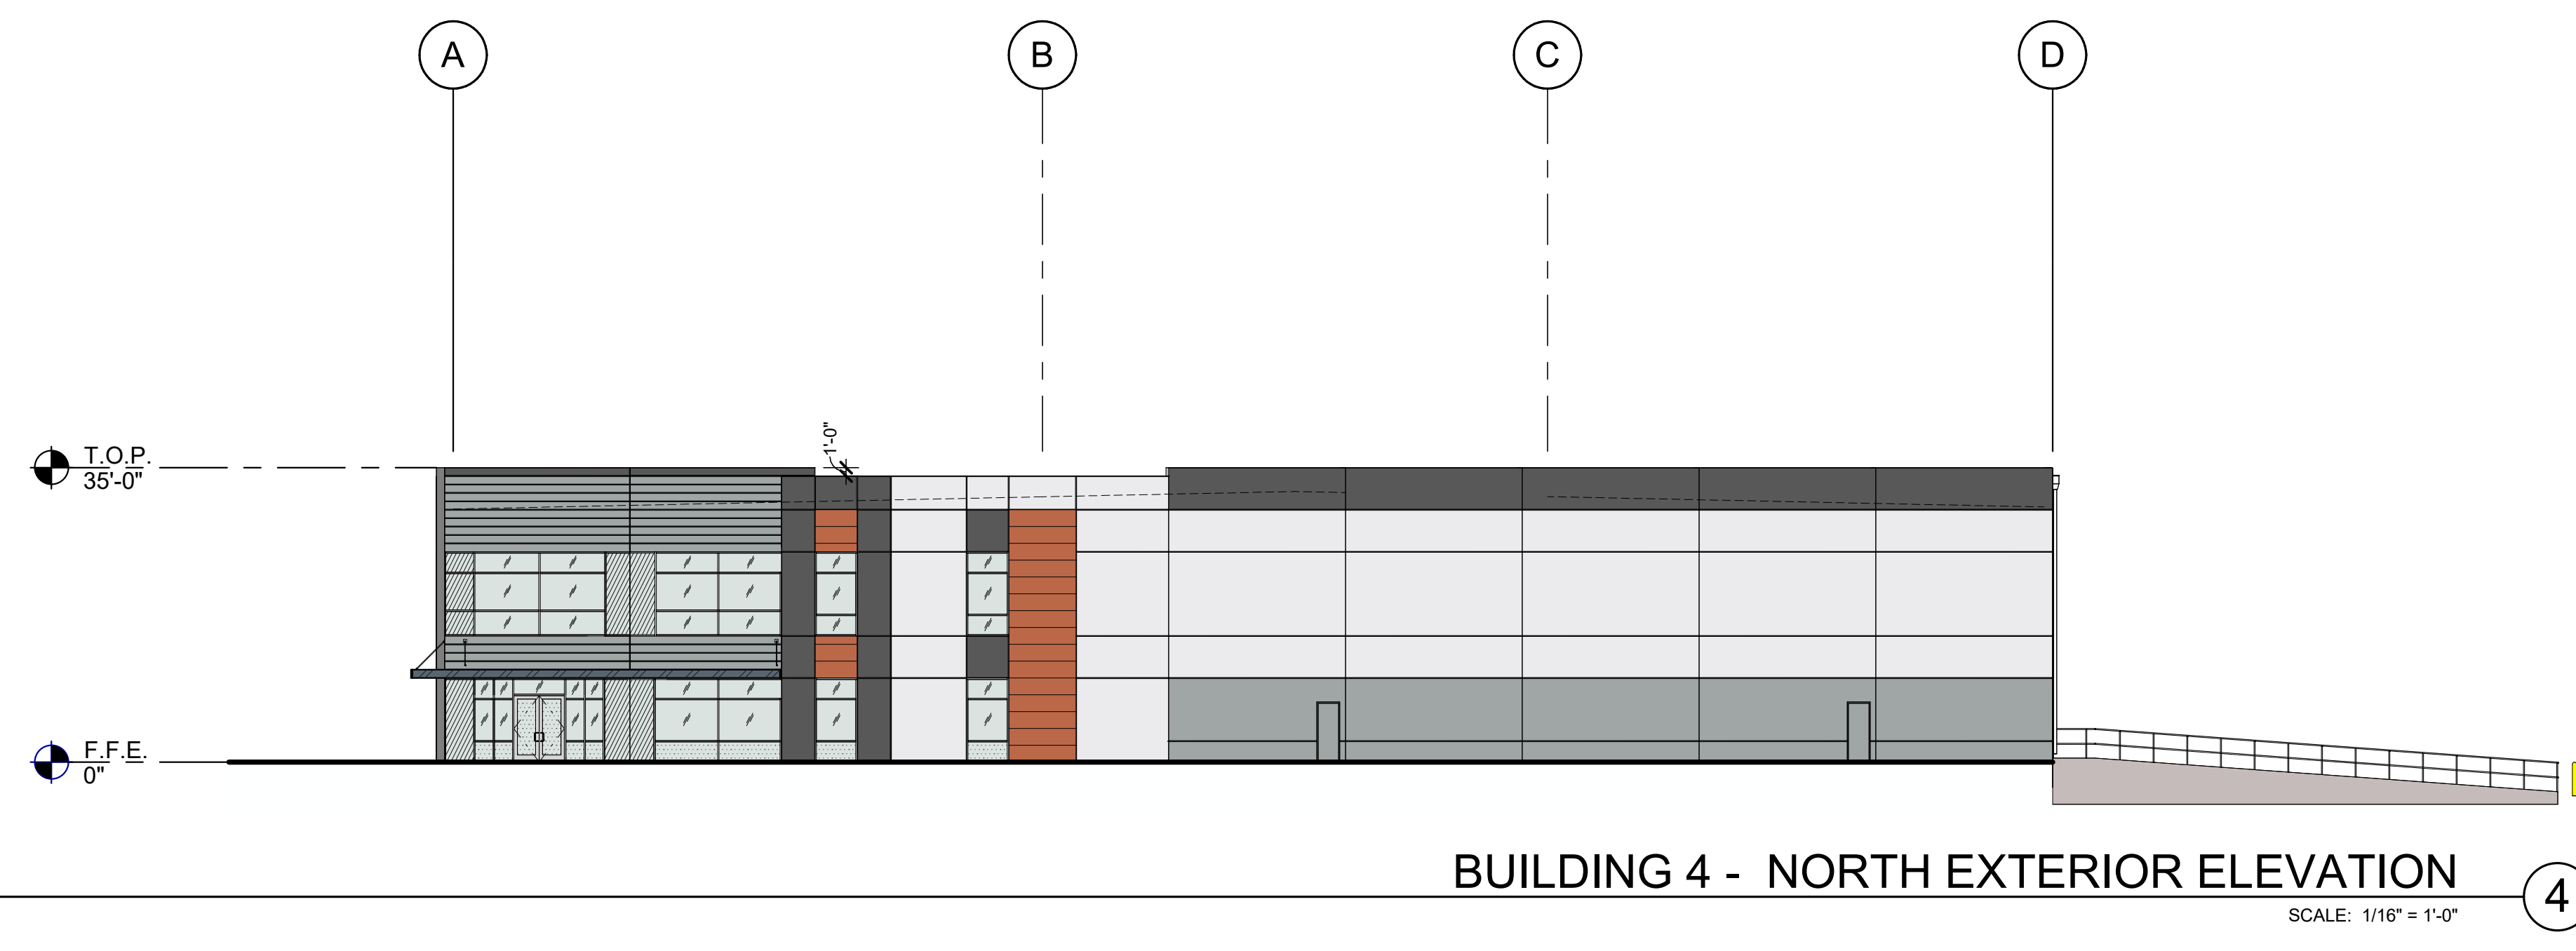 A B C D
1'-0"
T.O.P.
35'-0"
F.F.E.
0"
BUILDING 4 - NORTH EXTERIOR ELEVATION
4
SCALE: 1/16" = 1'-0"